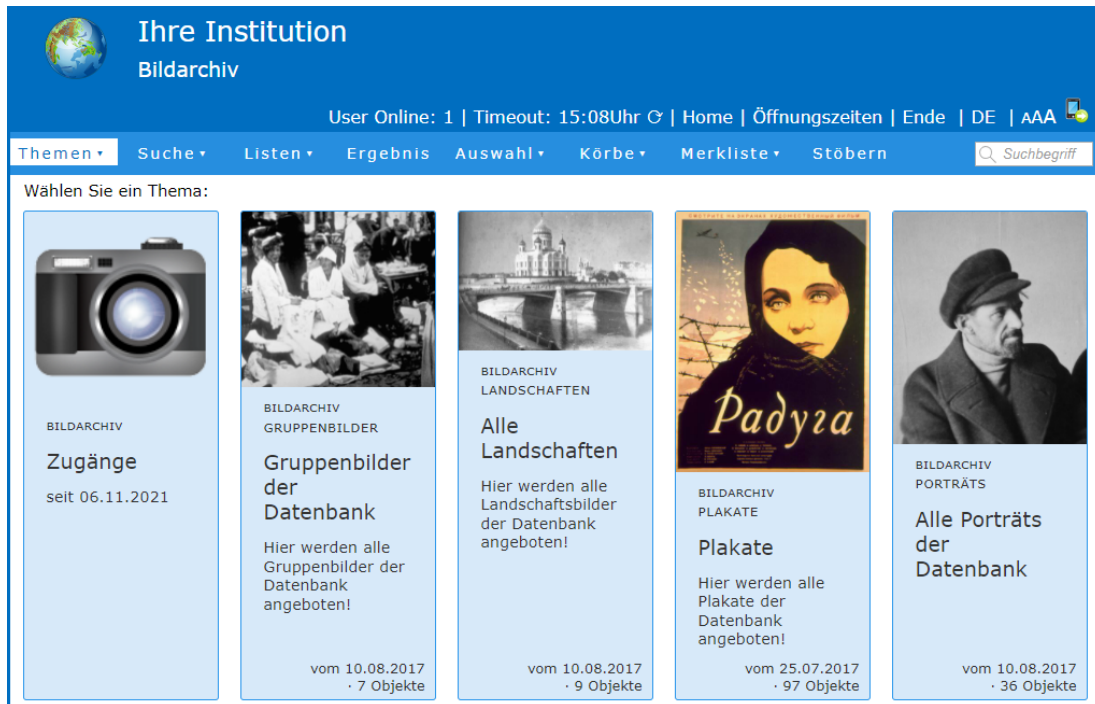 Ihre Institution
Bildarchiv
User Online: 1 | Timeout: 15:08Uhr ⟳ | Home | Öffnungszeiten | Ende | DE | AAA
Themen ▾ Suche ▾ Listen ▾ Ergebnis Auswahl ▾ Körbe ▾ Merkliste ▾ Stöbern Suchbegriff
Wählen Sie ein Thema:
BILDARCHIV
Zugänge
seit 06.11.2021
BILDARCHIV
GRUPPENBILDER
Gruppenbilder
der
Datenbank
Hier werden alle
Gruppenbilder der
Datenbank
angeboten!
vom 10.08.2017
· 7 Objekte
BILDARCHIV
LANDSCHAFTEN
Alle
Landschaften
Hier werden alle
Landschaftsbilder
der Datenbank
angeboten!
vom 10.08.2017
· 9 Objekte
СМОТРИТЕ НА ЭКРАНАХ ХУДОЖЕСТВЕННЫЙ ФИЛЬМ
Радуга
BILDARCHIV
PLAKATE
Plakate
Hier werden alle
Plakate der
Datenbank
angeboten!
vom 25.07.2017
· 97 Objekte
BILDARCHIV
PORTRÄTS
Alle Porträts
der
Datenbank
vom 10.08.2017
· 36 Objekte